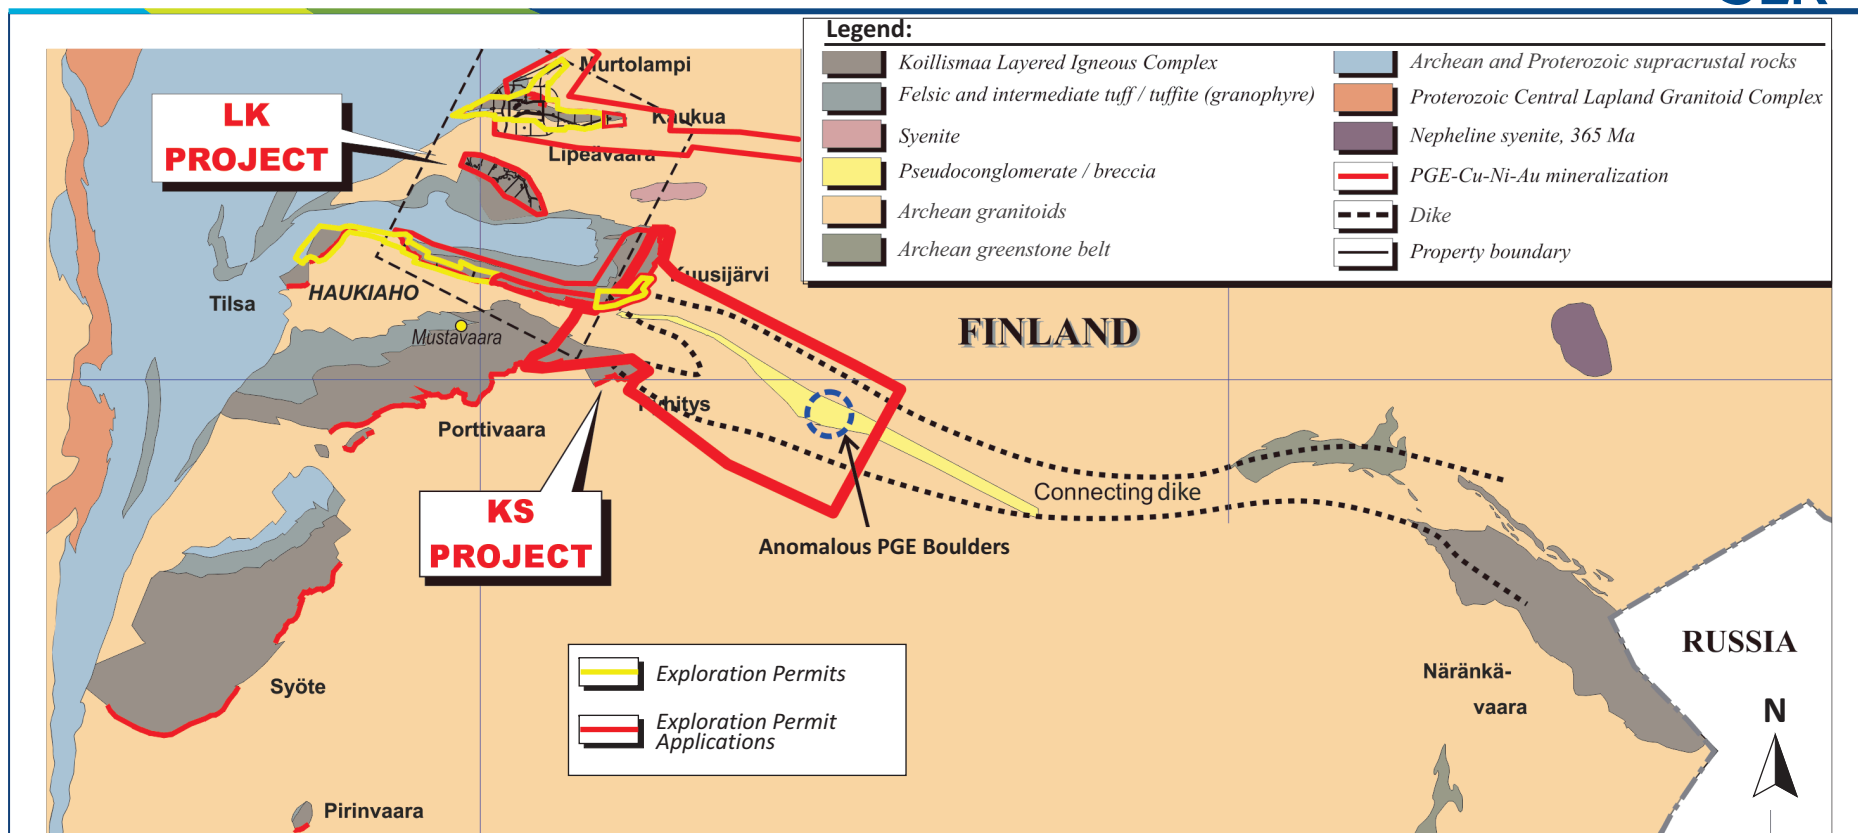 Legend:
Koillismaa Layered Igneous Complex
Felsic and intermediate tuff / tuffite (granophyre)
Syenite
Pseudoconglomerate / breccia
Archean granitoids
Archean greenstone belt
Archean and Proterozoic supracrustal rocks
Proterozoic Central Lapland Granitoid Complex
Nepheline syenite, 365 Ma
PGE-Cu-Ni-Au mineralization
Dike
Property boundary
Murtolampi
LK
PROJECT
Kaukua
Lipeävaara
Kuusijärvi
Tilsa
HAUKIAHO
Mustavaara
FINLAND
Porttivaara
KS
PROJECT
Connecting dike
Anomalous PGE Boulders
RUSSIA
Syöte
Näränkä-
vaara
N
Exploration Permits
Exploration Permit
Applications
Pirinvaara